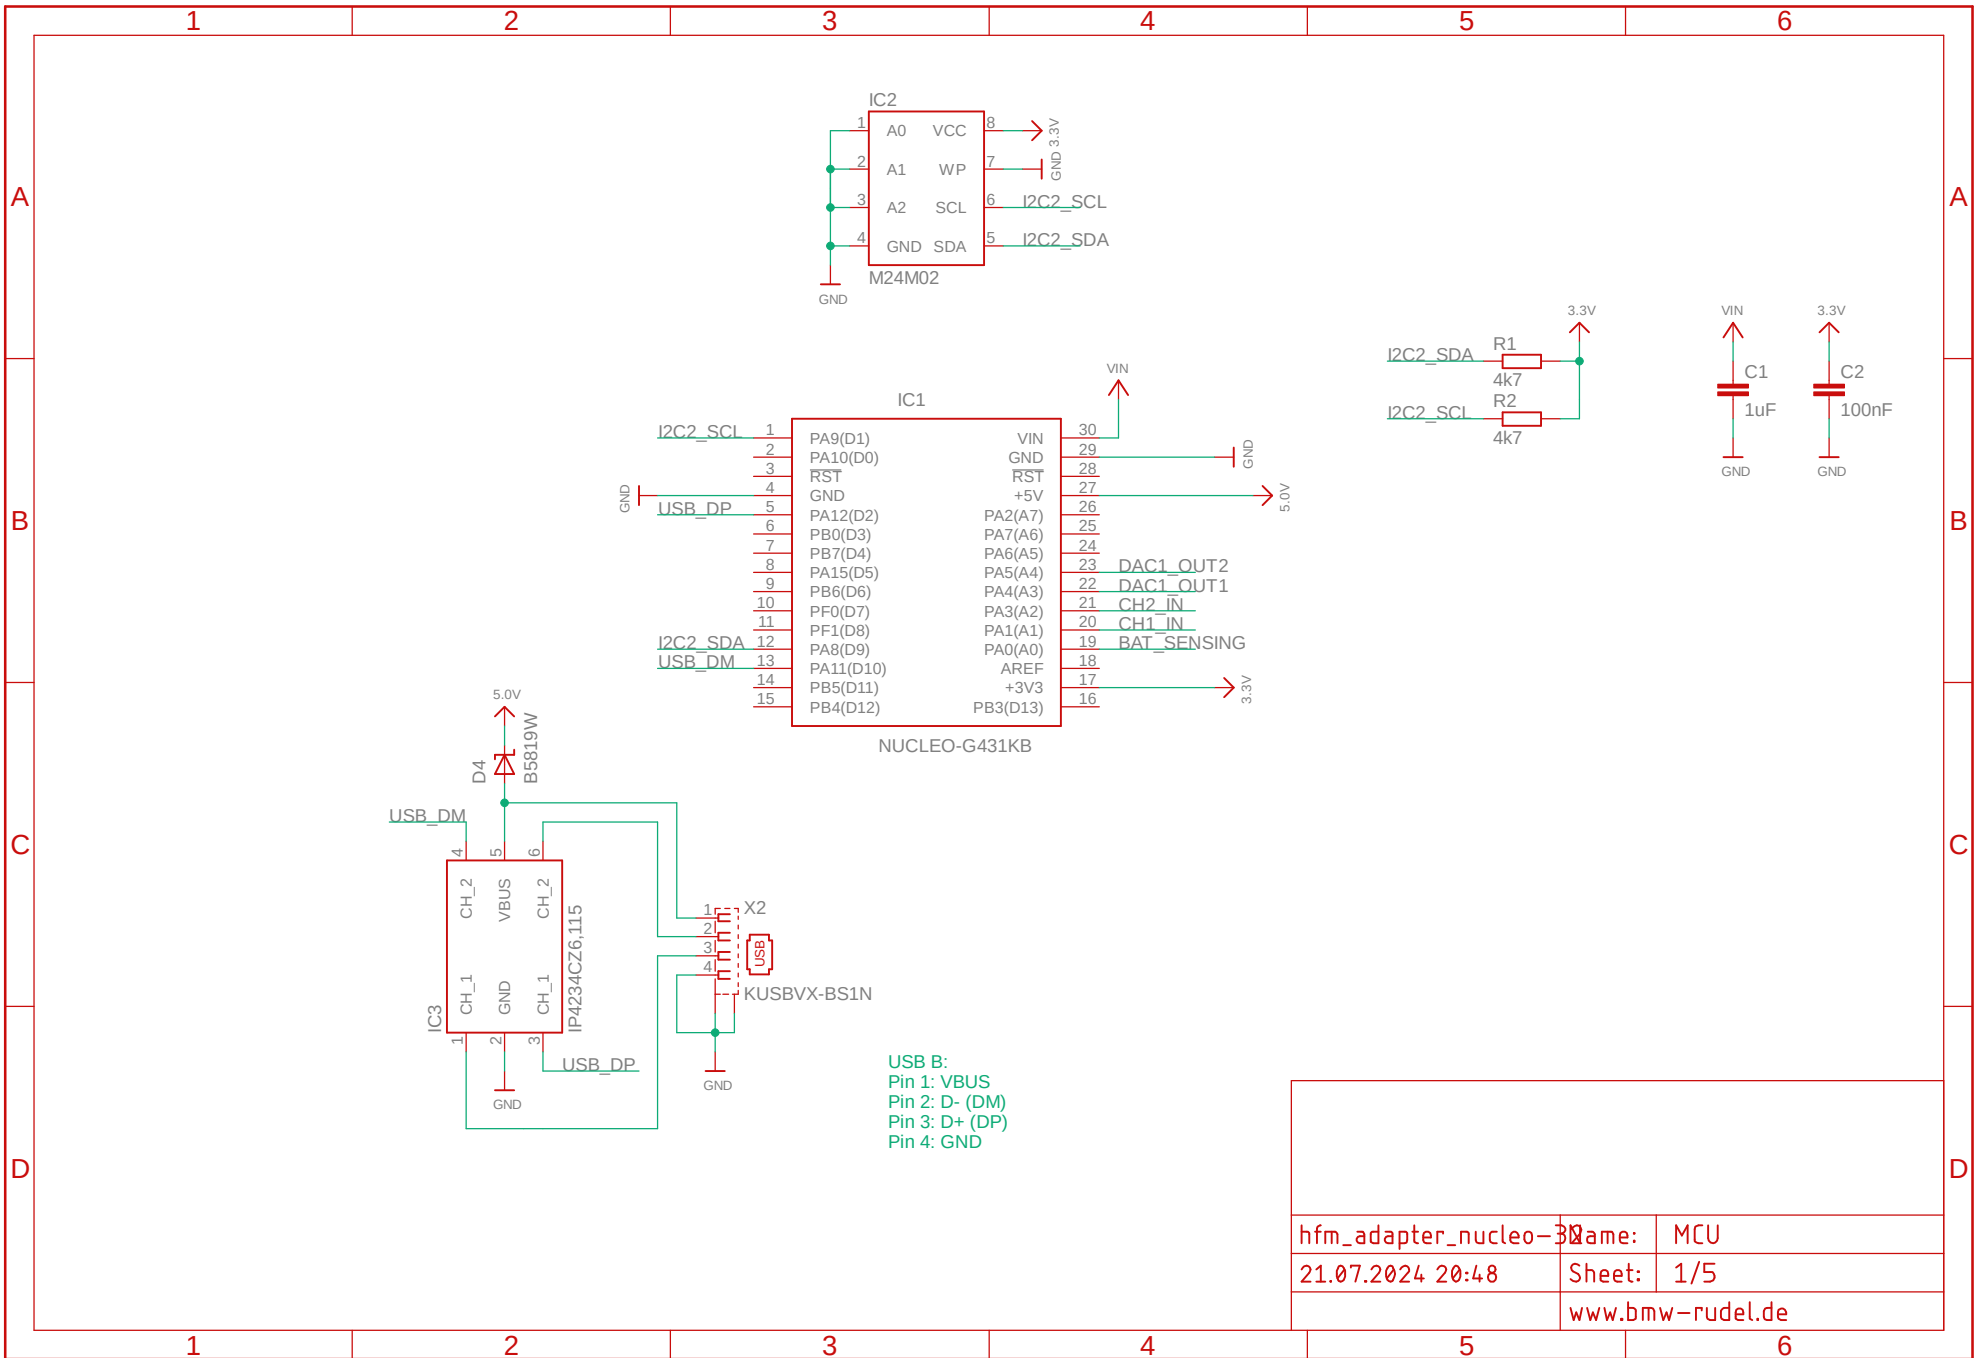 1 2 3 4 5 6
A A
B B
C C
D D
IC2
1 A0 VCC 8 3.3V
2 A1 WP 7 GND
3 A2 SCL 6 I2C2_SCL
4 GND SDA 5 I2C2_SDA
M24M02
GND
3.3V
I2C2_SDA R1
4k7
I2C2_SCL R2
4k7
VIN
C1
1uF
GND
3.3V
C2
100nF
GND
VIN
IC1
I2C2_SCL 1 PA9(D1) VIN 30
2 PA10(D0) GND 29 GND
3 RST RST 28
GND 4 GND +5V 27 5.0V
USB_DP 5 PA12(D2) PA2(A7) 26
6 PB0(D3) PA7(A6) 25
7 PB7(D4) PA6(A5) 24
8 PA15(D5) PA5(A4) 23 DAC1_OUT2
9 PB6(D6) PA4(A3) 22 DAC1_OUT1
10 PF0(D7) PA3(A2) 21 CH2_IN
11 PF1(D8) PA1(A1) 20 CH1_IN
I2C2_SDA 12 PA8(D9) PA0(A0) 19 BAT_SENSING
USB_DM 13 PA11(D10) AREF 18
14 PB5(D11) +3V3 17 3.3V
15 PB4(D12) PB3(D13) 16
NUCLEO-G431KB
5.0V
D4
B5819W
USB_DM
4 5 6
CH_2 VBUS CH_2
CH_1 GND CH_1
IC3
IP4234CZ6,115
1 2 3
USB_DP
GND
X2
1
2
3
4
USB
KUSBVX-BS1N
GND
USB B:
Pin 1: VBUS
Pin 2: D- (DM)
Pin 3: D+ (DP)
Pin 4: GND
hfm_adapter_nucleo-32 Name: MCU
21.07.2024 20:48 Sheet: 1/5
www.bmw-rudel.de
1 2 3 4 5 6